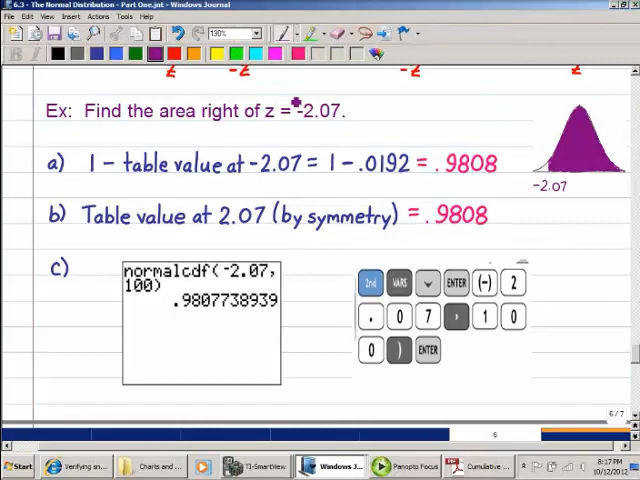 6.3 - The Normal Distribution - Part One.jnt - Windows Journal
File Edit View Insert Actions Tools Help
130%
B I
z -z -z z
Ex: Find the area right of z = -2.07.
a) 1 - table value at -2.07 = 1 - .0192 = .9808
-2.07
b) Table value at 2.07 (by symmetry) = .9808
c)
normalcdf(-2.07,
100)
.9807738939
2nd VARS ENTER (-) 2
. 0 7 , 1 0
0 ) ENTER
6 / 7
6
Start Verifying sn... Charts and ... TI-SmartView Windows J... Panopto Focus Cumulative ... 8:17 PM
10/12/2012